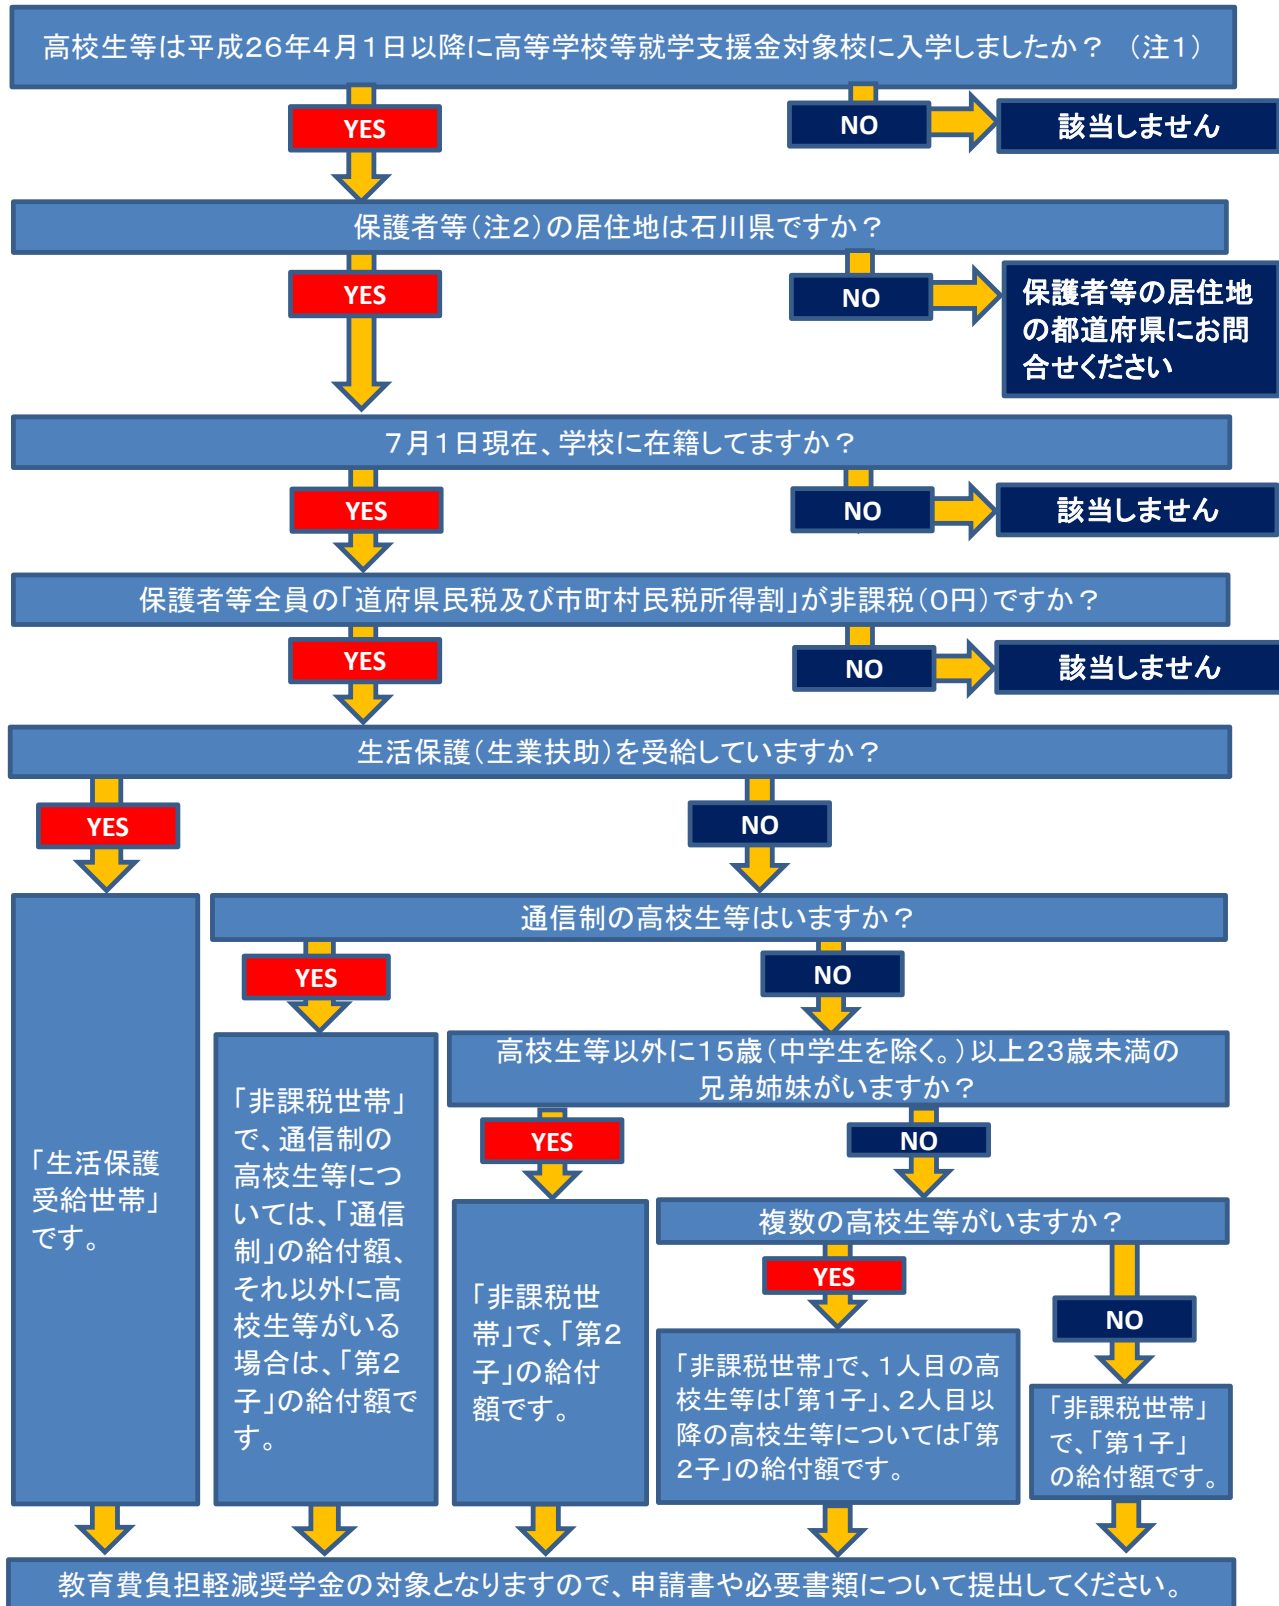 高校生等は平成26年4月1日以降に高等学校等就学支援金対象校に入学しましたか？　（注1）
YES
NO
該当しません
保護者等（注2）の居住地は石川県ですか？
YES
NO
保護者等の居住地
の都道府県にお問
合せください
7月1日現在、学校に在籍してますか？
YES
NO
該当しません
保護者等全員の「道府県民税及び市町村民税所得割」が非課税（0円）ですか？
YES
NO
該当しません
生活保護（生業扶助）を受給していますか？
YES
NO
通信制の高校生等はいますか？
YES
NO
高校生等以外に15歳（中学生を除く。）以上23歳未満の
兄弟姉妹がいますか？
YES
NO
複数の高校生等がいますか？
YES
NO
「生活保護
受給世帯」
です。
「非課税世帯」
で、通信制の
高校生等につ
いては、「通信
制」の給付額、
それ以外に高
校生等がいる
場合は、「第2
子」の給付額で
す。
「非課税世
帯」で、「第2
子」の給付
額です。
「非課税世帯」で、1人目の高
校生等は「第1子」、2人目以
降の高校生等については「第
2子」の給付額です。
「非課税世帯」
で、「第1子」
の給付額です。
教育費負担軽減奨学金の対象となりますので、申請書や必要書類について提出してください。